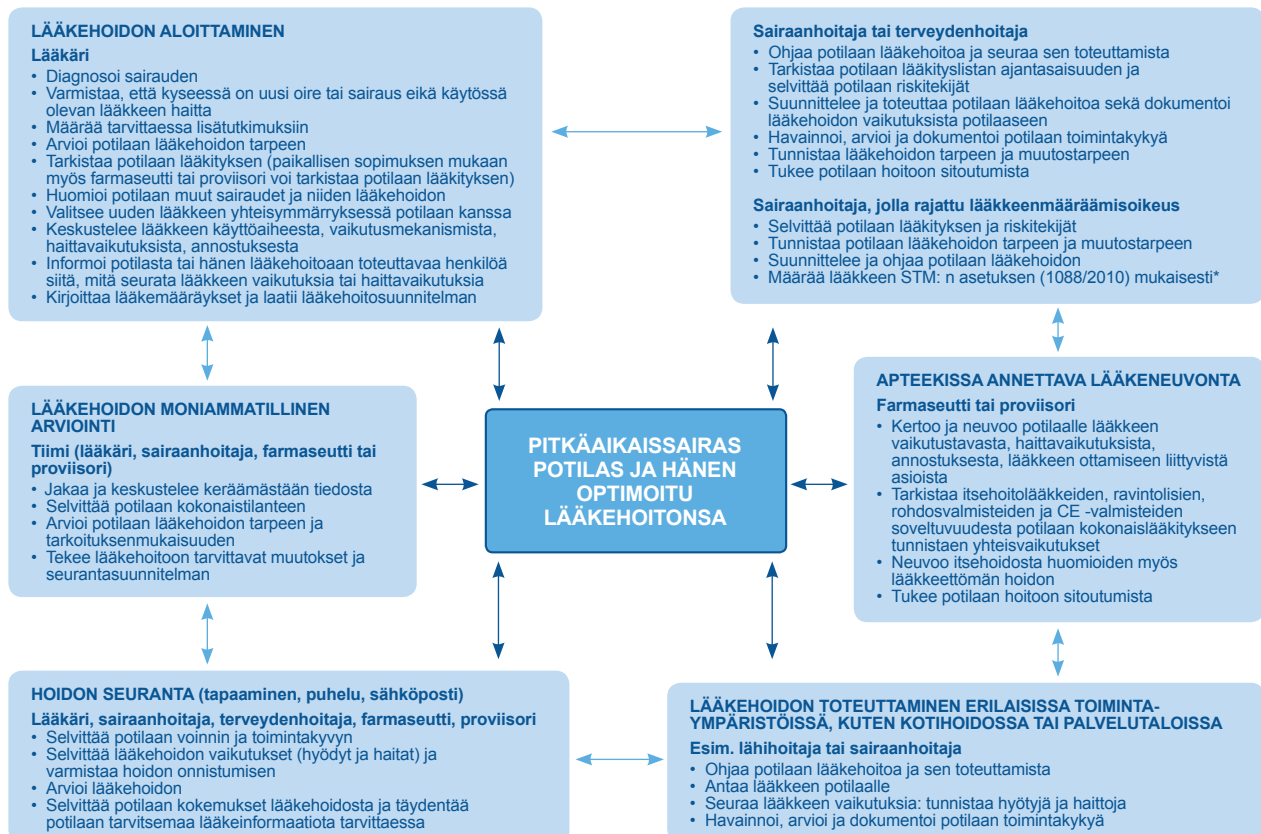 LÄÄKEHOIDON ALOITTAMINEN
Lääkäri
• Diagnosoi sairauden
• Varmistaa, että kyseessä on uusi oire tai sairaus eikä käytössä
olevan lääkkeen haitta
• Määrää tarvittaessa lisätutkimuksiin
• Arvioi potilaan lääkehoidon tarpeen
• Tarkistaa potilaan lääkityksen (paikallisen sopimuksen mukaan
myös farmaseutti tai proviisori voi tarkistaa potilaan lääkityksen)
• Huomioi potilaan muut sairaudet ja niiden lääkehoidon
• Valitsee uuden lääkkeen yhteisymmärryksessä potilaan kanssa
• Keskustelee lääkkeen käyttöaiheesta, vaikutusmekanismista,
haittavaikutuksista, annostuksesta
• Informoi potilasta tai hänen lääkehoitoaan toteuttavaa henkilöä
siitä, mitä seurata lääkkeen vaikutuksia tai haittavaikutuksia
• Kirjoittaa lääkemääräykset ja laatii lääkehoitosuunnitelman
Sairaanhoitaja tai terveydenhoitaja
• Ohjaa potilaan lääkehoitoa ja seuraa sen toteuttamista
• Tarkistaa potilaan lääkityslistan ajantasaisuuden ja
selvittää potilaan riskitekijät
• Suunnittelee ja toteuttaa potilaan lääkehoitoa sekä dokumentoi
lääkehoidon vaikutuksista potilaaseen
• Havainnoi, arvioi ja dokumentoi potilaan toimintakykyä
• Tunnistaa lääkehoidon tarpeen ja muutostarpeen
• Tukee potilaan hoitoon sitoutumista
Sairaanhoitaja, jolla rajattu lääkkeenmääräämisoikeus
• Selvittää potilaan lääkityksen ja riskitekijät
• Tunnistaa potilaan lääkehoidon tarpeen ja muutostarpeen
• Suunnittelee ja ohjaa potilaan lääkehoidon
• Määrää lääkkeen STM: n asetuksen (1088/2010) mukaisesti*
LÄÄKEHOIDON MONIAMMATILLINEN
ARVIOINTI
Tiimi (lääkäri, sairaanhoitaja, farmaseutti tai
proviisori)
• Jakaa ja keskustelee keräämästään tiedosta
• Selvittää potilaan kokonaistilanteen
• Arvioi potilaan lääkehoidon tarpeen ja
tarkoituksenmukaisuuden
• Tekee lääkehoitoon tarvittavat muutokset ja
seurantasuunnitelman
PITKÄAIKAISSAIRAS
POTILAS JA HÄNEN
OPTIMOITU
LÄÄKEHOITONSA
APTEEKISSA ANNETTAVA LÄÄKENEUVONTA
Farmaseutti tai proviisori
• Kertoo ja neuvoo potilaalle lääkkeen
vaikutustavasta, haittavaikutuksista,
annostuksesta, lääkkeen ottamiseen liittyvistä
asioista
• Tarkistaa itsehoitolääkkeiden, ravintolisien,
rohdosvalmisteiden ja CE -valmisteiden
soveltuvuudesta potilaan kokonaislääkitykseen
tunnistaen yhteisvaikutukset
• Neuvoo itsehoidosta huomioiden myös
lääkkeettömän hoidon
• Tukee potilaan hoitoon sitoutumista
HOIDON SEURANTA (tapaaminen, puhelu, sähköposti)
Lääkäri, sairaanhoitaja, terveydenhoitaja, farmaseutti, proviisori
• Selvittää potilaan voinnin ja toimintakyvyn
• Selvittää lääkehoidon vaikutukset (hyödyt ja haitat) ja
varmistaa hoidon onnistumisen
• Arvioi lääkehoidon
• Selvittää potilaan kokemukset lääkehoidosta ja täydentää
potilaan tarvitsemaa lääkeinformaatiota tarvittaessa
LÄÄKEHOIDON TOTEUTTAMINEN ERILAISISSA TOIMINTA-
YMPÄRISTÖISSÄ, KUTEN KOTIHOIDOSSA TAI PALVELUTALOISSA
Esim. lähihoitaja tai sairaanhoitaja
• Ohjaa potilaan lääkehoitoa ja sen toteuttamista
• Antaa lääkkeen potilaalle
• Seuraa lääkkeen vaikutuksia: tunnistaa hyötyjä ja haittoja
• Havainnoi, arvioi ja dokumentoi potilaan toimintakykyä